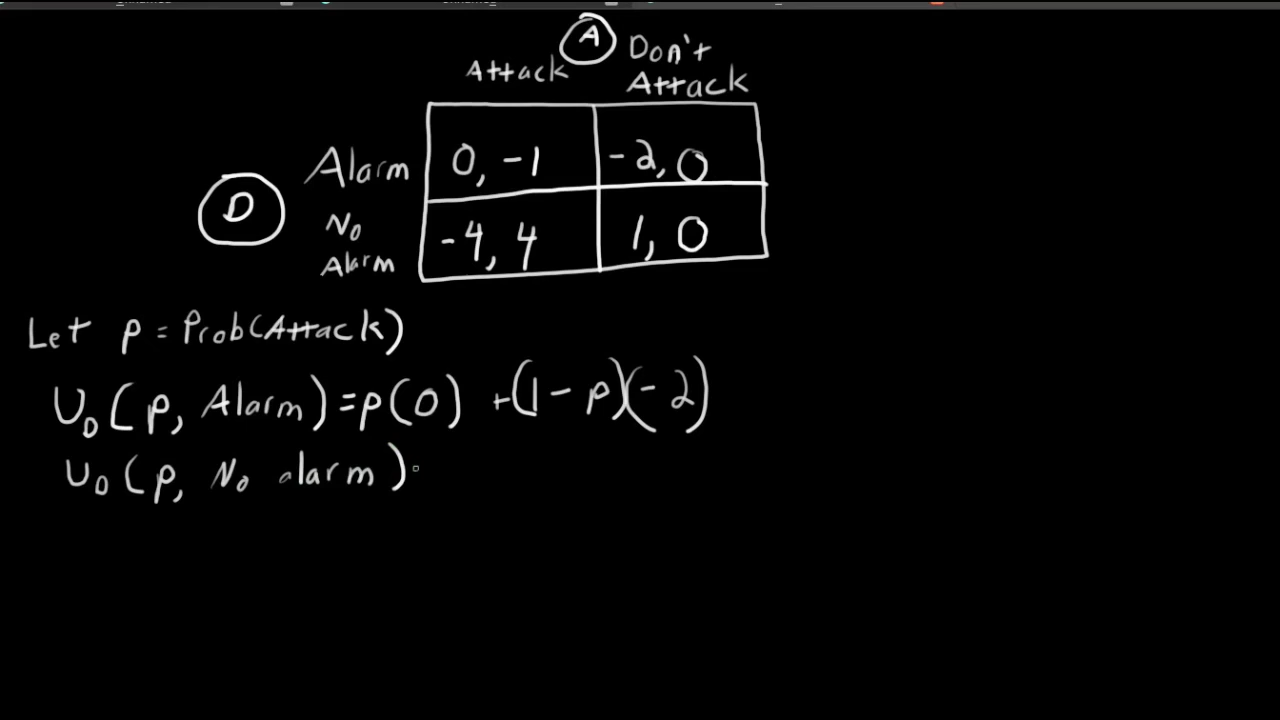 A
Attack Don't Attack
D
Alarm 0, -1 -2, 0
No Alarm -4, 4 1, 0
Let p = Prob(Attack)
U_D(p, Alarm) = p(0) + (1 - p)(-2)
U_D(p, No alarm)